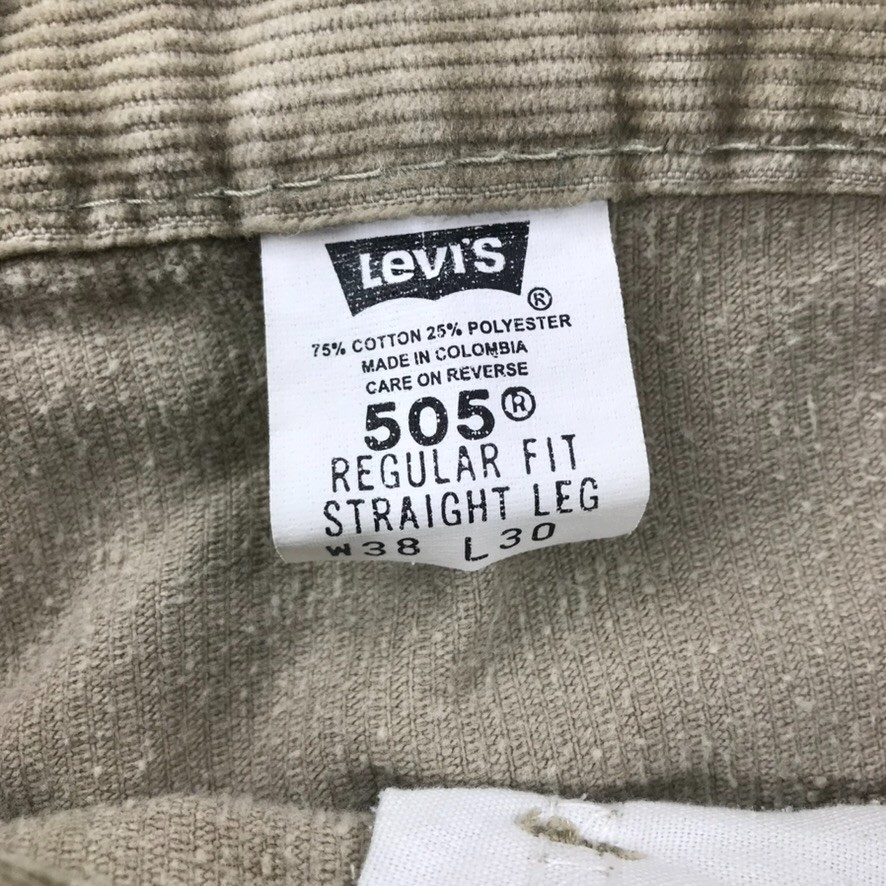 Levi's ®
75% COTTON 25% POLYESTER
MADE IN COLOMBIA
CARE ON REVERSE
505®
REGULAR FIT
STRAIGHT LEG
W38 L30